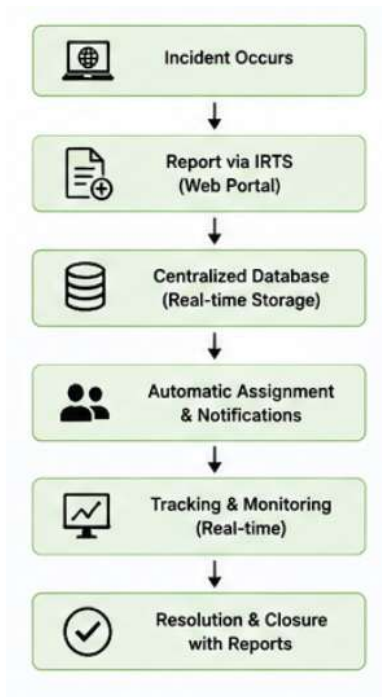 Incident Occurs
Report via IRTS
(Web Portal)
Centralized Database
(Real-time Storage)
Automatic Assignment
& Notifications
Tracking & Monitoring
(Real-time)
Resolution & Closure
with Reports